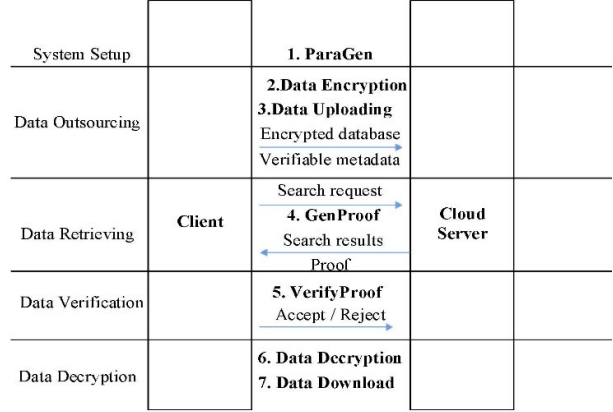 System Setup
1. ParaGen
Data Outsourcing
2.Data Encryption
3.Data Uploading
Encrypted database
Verifiable metadata
Data Retrieving
Client
Search request
4. GenProof
Search results
Proof
Cloud
Server
Data Verification
5. VerifyProof
Accept / Reject
Data Decryption
6. Data Decryption
7. Data Download